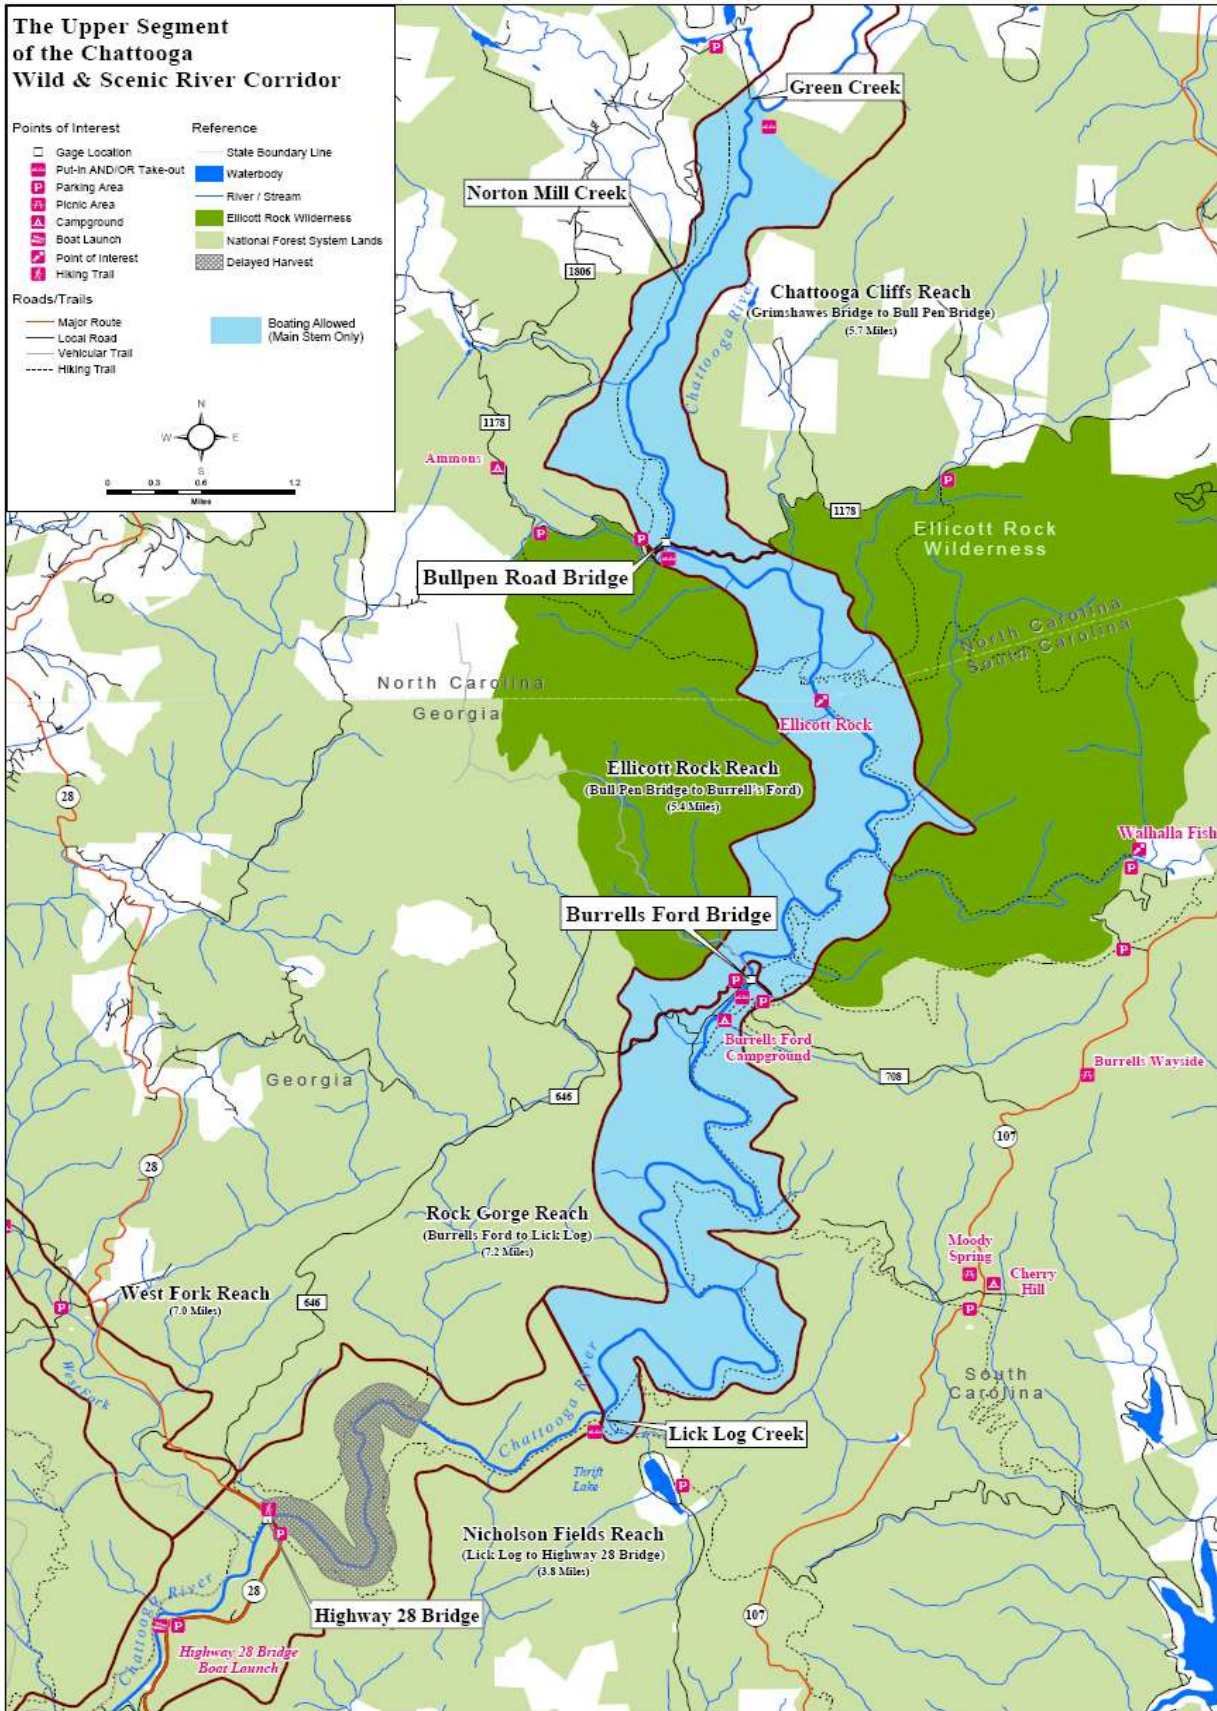 The Upper Segment
of the Chattooga
Wild & Scenic River Corridor
Points of Interest
Gage Location
Put-in AND/OR Take-out
Parking Area
Picnic Area
Campground
Boat Launch
Point of Interest
Hiking Trail
Reference
State Boundary Line
Waterbody
River / Stream
Ellicott Rock Wilderness
National Forest System Lands
Delayed Harvest
Roads/Trails
Major Route
Local Road
Vehicular Trail
Hiking Trail
Boating Allowed
(Main Stem Only)
N
W E
S
0 0.3 0.6 1.2
Miles
P
Green Creek
Norton Mill Creek
1806
Chattooga River
Chattooga Cliffs Reach
(Grimshawes Bridge to Bull Pen Bridge)
(5.7 Miles)
1178
Ammons
P
1178
P
P
Ellicott Rock
Wilderness
Bullpen Road Bridge
North Carolina
South Carolina
North Carolina
Georgia
Ellicott Rock
Ellicott Rock Reach
(Bull Pen Bridge to Burrell's Ford)
(5.4 Miles)
28
Walhalla Fish
P
Burrells Ford Bridge
P
P
P
Burrells Ford
Campground
Burrells Wayside
708
Georgia
646
107
28
Rock Gorge Reach
(Burrells Ford to Lick Log)
(7.2 Miles)
Moody
Spring
Cherry
Hill
P
West Fork Reach
(7.0 Miles)
646
P
West Fork
Chattooga River
South
Carolina
Lick Log Creek
Thrift
Lake
P
Nicholson Fields Reach
(Lick Log to Highway 28 Bridge)
(3.8 Miles)
P
28
Chattooga River
Highway 28 Bridge
107
P
Highway 28 Bridge
Boat Launch